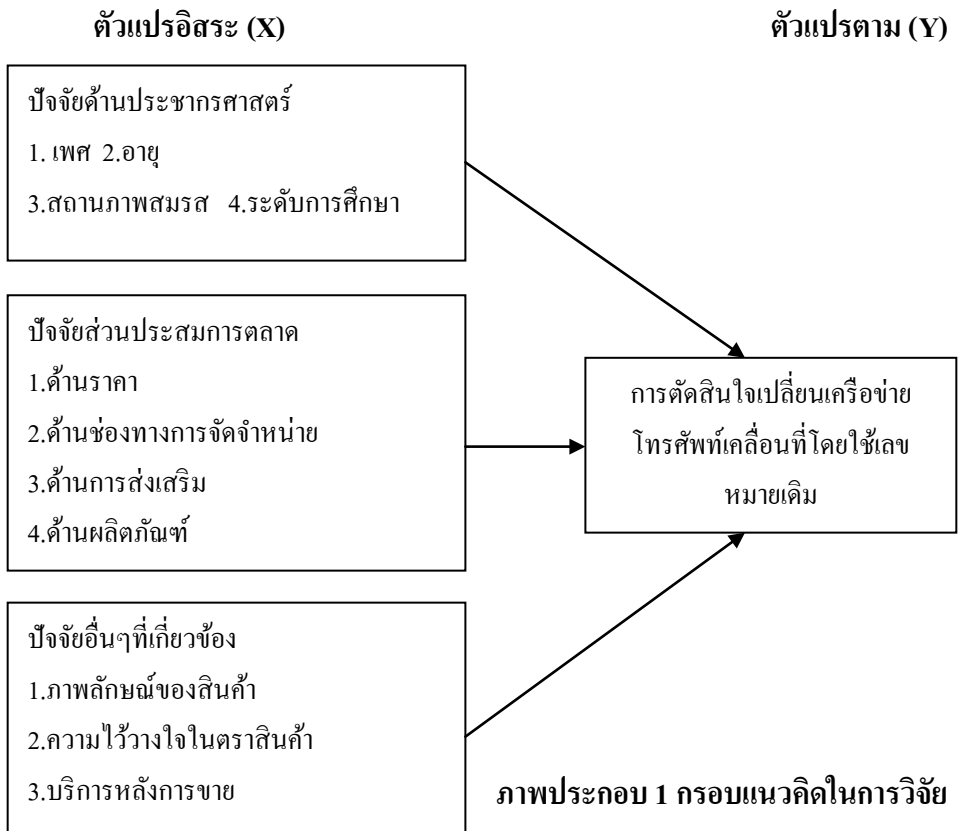 ตัวแปรอิสระ (X)
ตัวแปรตาม (Y)
ปัจจัยด้านประชากรศาสตร์
1. เพศ 2.อายุ
3.สถานภาพสมรส 4.ระดับการศึกษา
ปัจจัยส่วนประสมการตลาด
1.ด้านราคา
2.ด้านช่องทางการจัดจำหน่าย
3.ด้านการส่งเสริม
4.ด้านผลิตภัณฑ์
การตัดสินใจเปลี่ยนเครือข่าย
โทรศัพท์เคลื่อนที่โดยใช้เลข
หมายเดิม
ปัจจัยอื่นๆที่เกี่ยวข้อง
1.ภาพลักษณ์ของสินค้า
2.ความไว้วางใจในตราสินค้า
3.บริการหลังการขาย
ภาพประกอบ 1 กรอบแนวคิดในการวิจัย